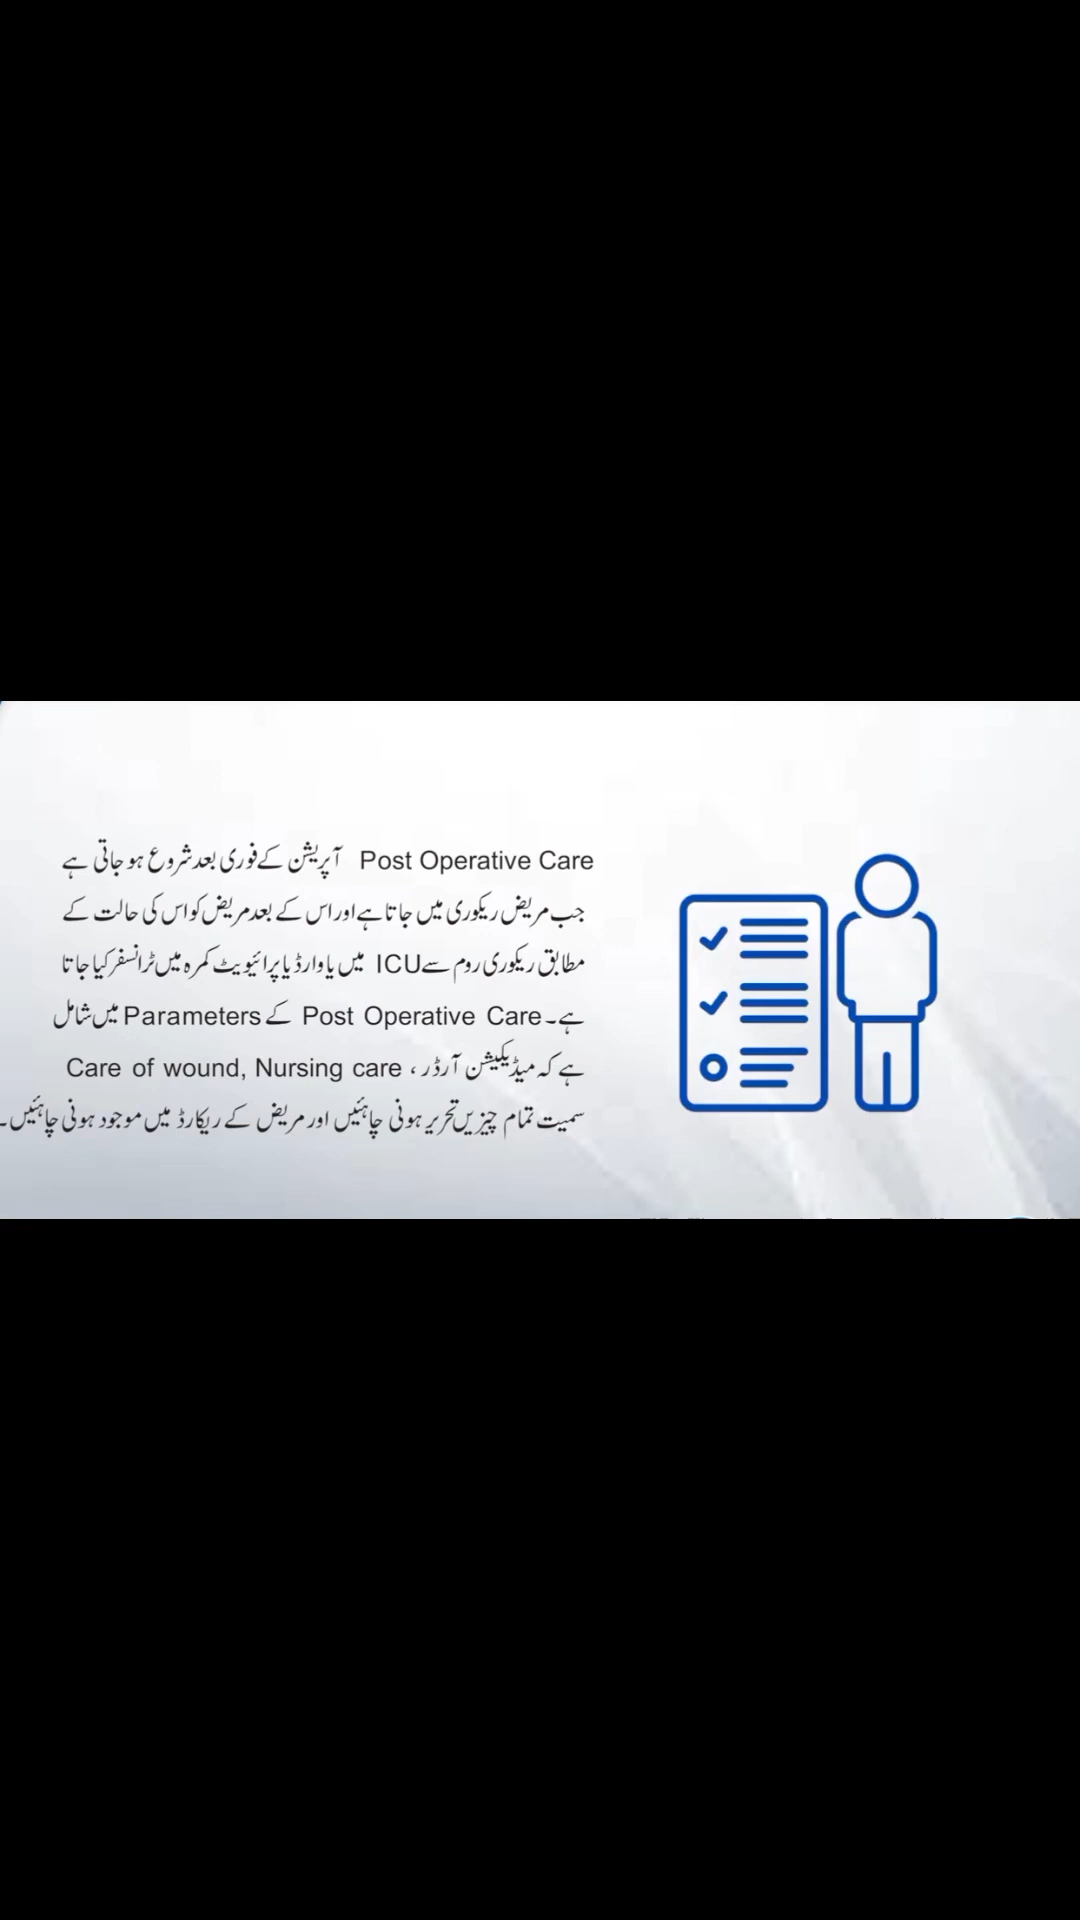 Post Operative Care آپریشن کے فوری بعد شروع ہو جاتی ہے
جب مریض ریکوری میں جاتا ہے اور اس کے بعد مریض کو اس کی حالت کے
مطابق ریکوری روم سے ICU میں یا وارڈ یا پرائیویٹ کمرہ میں ٹرانسفر کیا جاتا
ہے۔ Post Operative Care کے Parameters میں شامل
ہے کہ میڈیکیشن آرڈر ، Care of wound, Nursing care
سمیت تمام چیزیں تحریر ہونی چاہئیں اور مریض کے ریکارڈ میں موجود ہونی چاہئیں۔